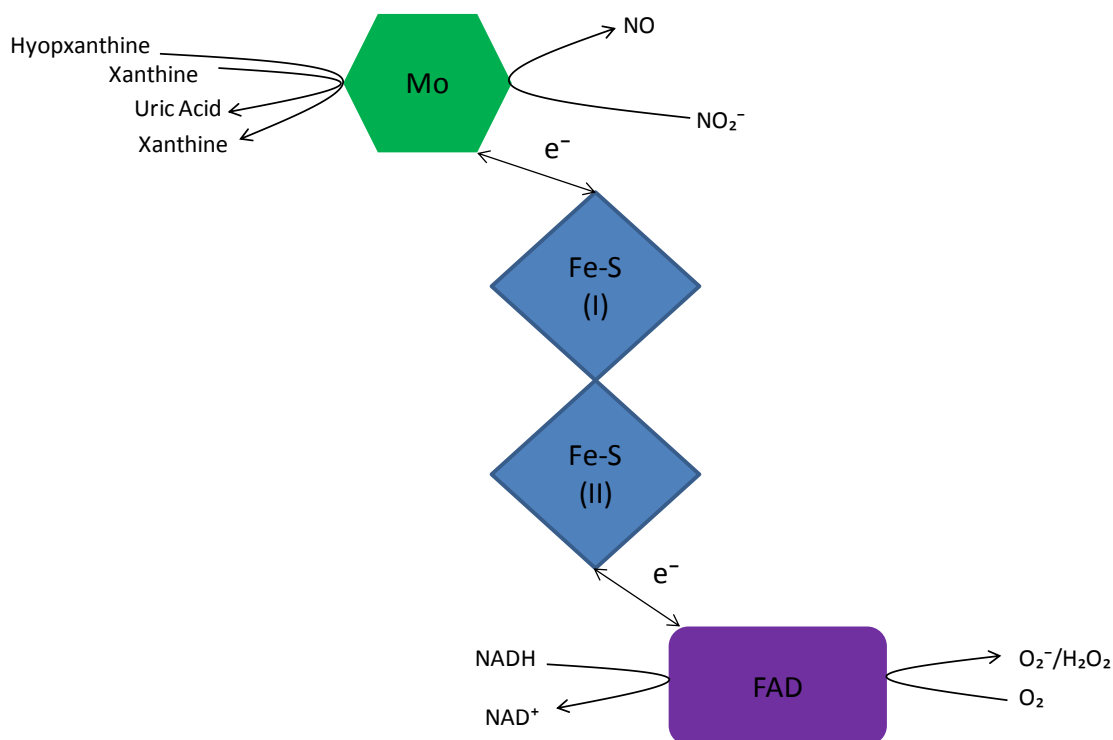 Hyopxanthine
Xanthine
Uric Acid
Xanthine
Mo
NO
NO₂⁻
e⁻
Fe-S
(I)
Fe-S
(II)
e⁻
NADH
NAD⁺
FAD
O₂⁻/H₂O₂
O₂